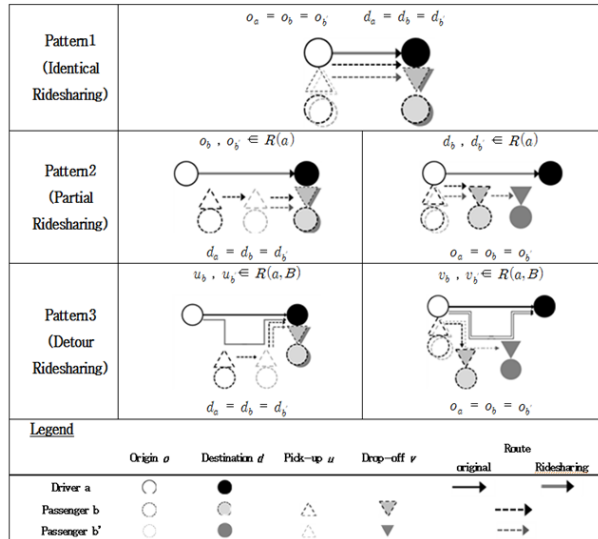 o_a = o_b = o_b'    d_a = d_b = d_b'
Pattern1
(Identical
Ridesharing)
o_b , o_b' ∈ R(a)
d_b , d_b' ∈ R(a)
Pattern2
(Partial
Ridesharing)
d_a = d_b = d_b'
o_a = o_b = o_b'
u_b , u_b' ∈ R(a, B)
v_b , v_b' ∈ R(a, B)
Pattern3
(Detour
Ridesharing)
d_a = d_b = d_b'
o_a = o_b = o_b'
Legend
Origin o    Destination d    Pick-up u    Drop-off v    Route
original    Ridesharing
Driver a
Passenger b
Passenger b'